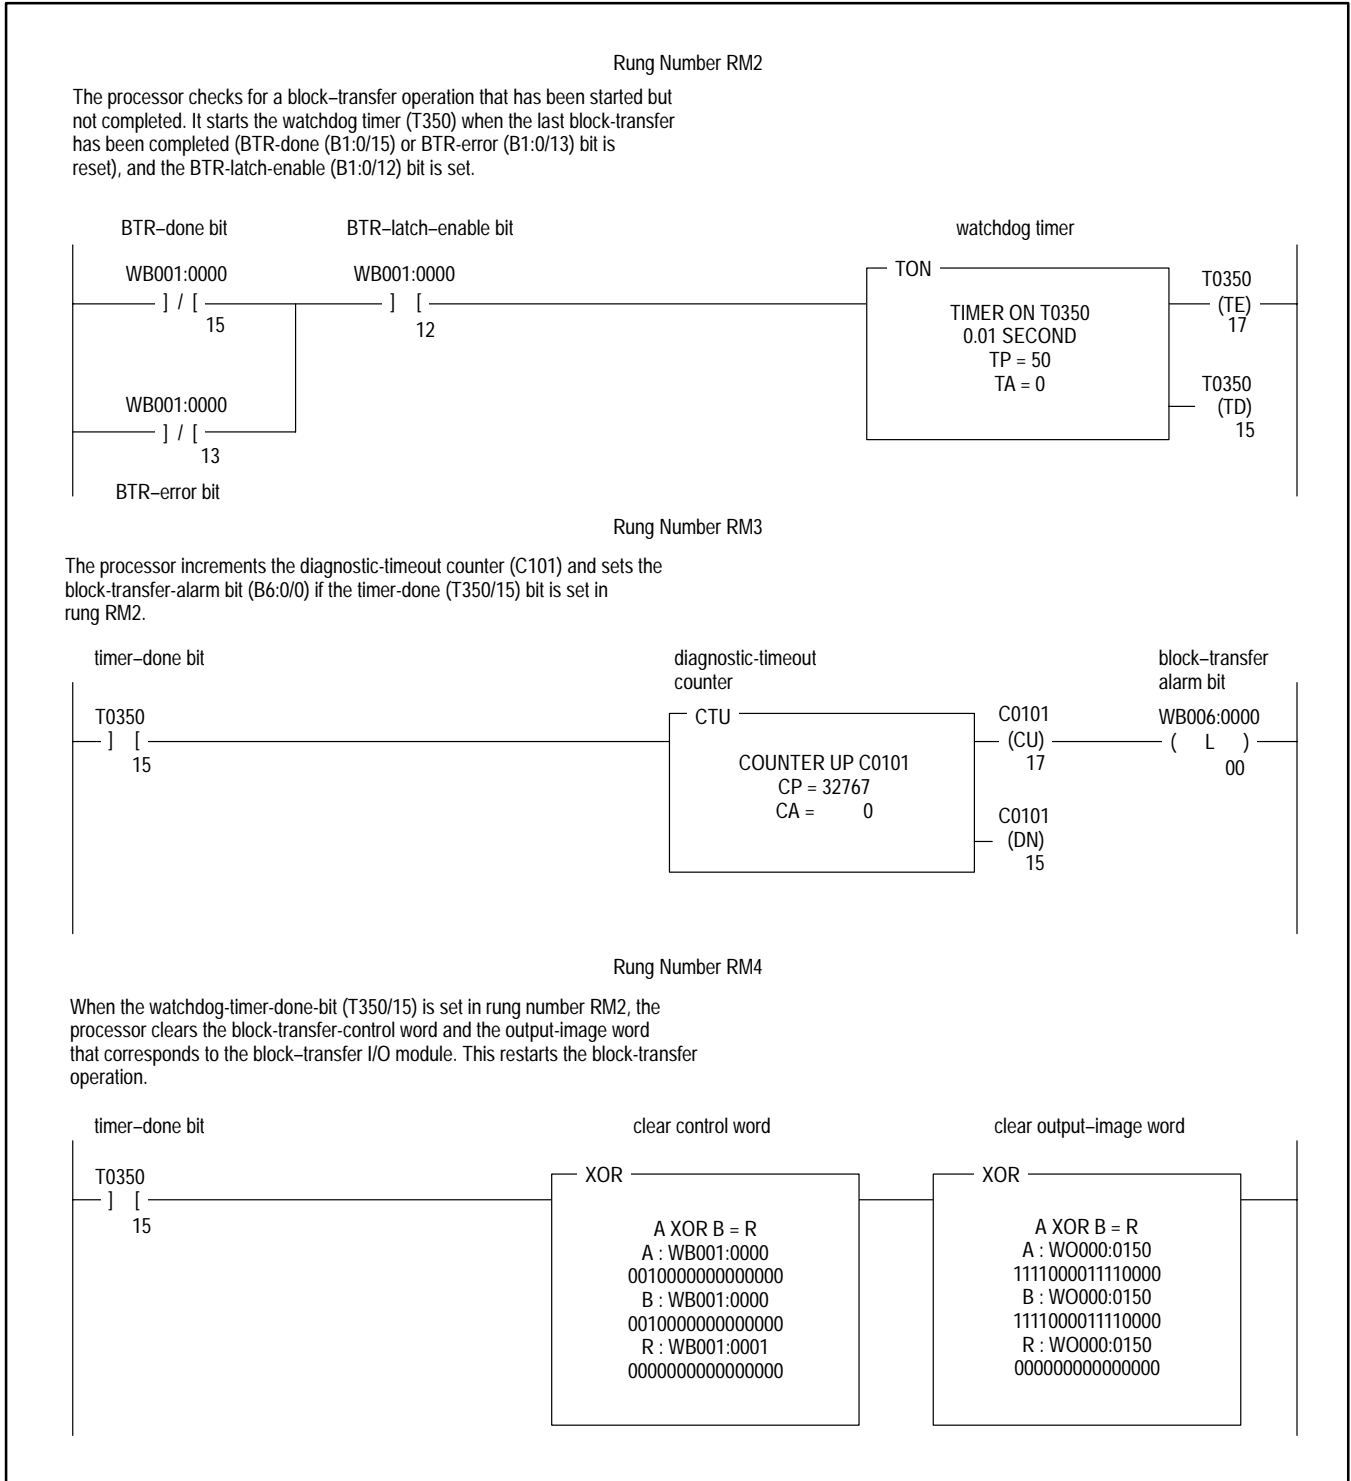 Rung Number RM2
The processor checks for a block–transfer operation that has been started but
not completed. It starts the watchdog timer (T350) when the last block-transfer
has been completed (BTR-done (B1:0/15) or BTR-error (B1:0/13) bit is
reset), and the BTR-latch-enable (B1:0/12) bit is set.
BTR–done bit
BTR–latch–enable bit
watchdog timer
WB001:0000
WB001:0000
TON
T0350
] / [
] [
(TE)
15
12
17
TIMER ON T0350
0.01 SECOND
TP = 50
TA = 0
T0350
(TD)
15
WB001:0000
] / [
13
BTR–error bit
Rung Number RM3
The processor increments the diagnostic-timeout counter (C101) and sets the
block-transfer-alarm bit (B6:0/0) if the timer-done (T350/15) bit is set in
rung RM2.
timer–done bit
diagnostic-timeout
counter
block–transfer
alarm bit
T0350
] [
15
CTU
COUNTER UP C0101
CP = 32767
CA = 0
C0101
(CU)
17
WB006:0000
( L )
00
C0101
(DN)
15
Rung Number RM4
When the watchdog-timer-done-bit (T350/15) is set in rung number RM2, the
processor clears the block-transfer-control word and the output-image word
that corresponds to the block–transfer I/O module. This restarts the block-transfer
operation.
timer–done bit
clear control word
clear output–image word
T0350
] [
15
XOR
A XOR B = R
A : WB001:0000
0010000000000000
B : WB001:0000
0010000000000000
R : WB001:0001
0000000000000000
XOR
A XOR B = R
A : WO000:0150
1111000011110000
B : WO000:0150
1111000011110000
R : WO000:0150
000000000000000